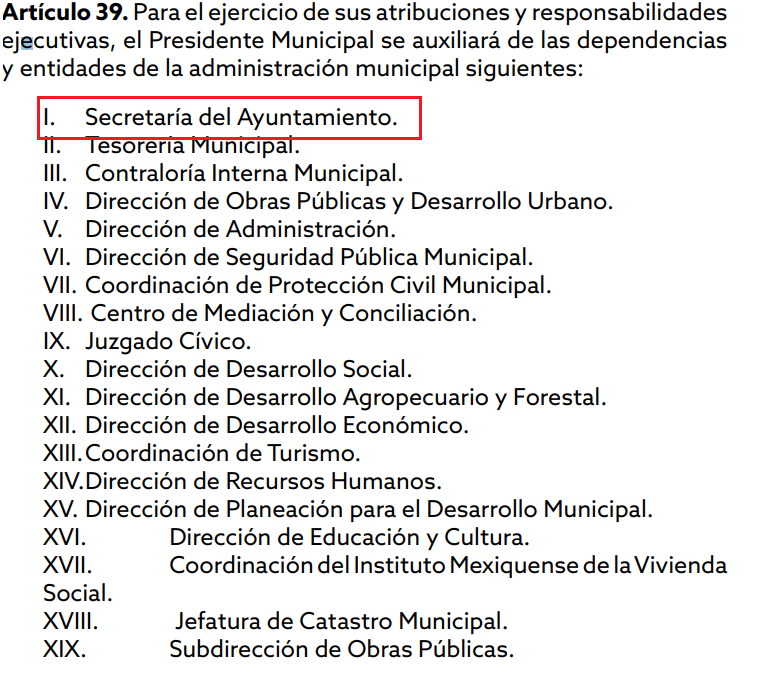 Artículo 39. Para el ejercicio de sus atribuciones y responsabilidades
ejecutivas, el Presidente Municipal se auxiliará de las dependencias
y entidades de la administración municipal siguientes:
I. Secretaría del Ayuntamiento.
II. Tesorería Municipal.
III. Contraloría Interna Municipal.
IV. Dirección de Obras Públicas y Desarrollo Urbano.
V. Dirección de Administración.
VI. Dirección de Seguridad Pública Municipal.
VII. Coordinación de Protección Civil Municipal.
VIII. Centro de Mediación y Conciliación.
IX. Juzgado Cívico.
X. Dirección de Desarrollo Social.
XI. Dirección de Desarrollo Agropecuario y Forestal.
XII. Dirección de Desarrollo Económico.
XIII. Coordinación de Turismo.
XIV. Dirección de Recursos Humanos.
XV. Dirección de Planeación para el Desarrollo Municipal.
XVI. Dirección de Educación y Cultura.
XVII. Coordinación del Instituto Mexiquense de la Vivienda
Social.
XVIII. Jefatura de Catastro Municipal.
XIX. Subdirección de Obras Públicas.